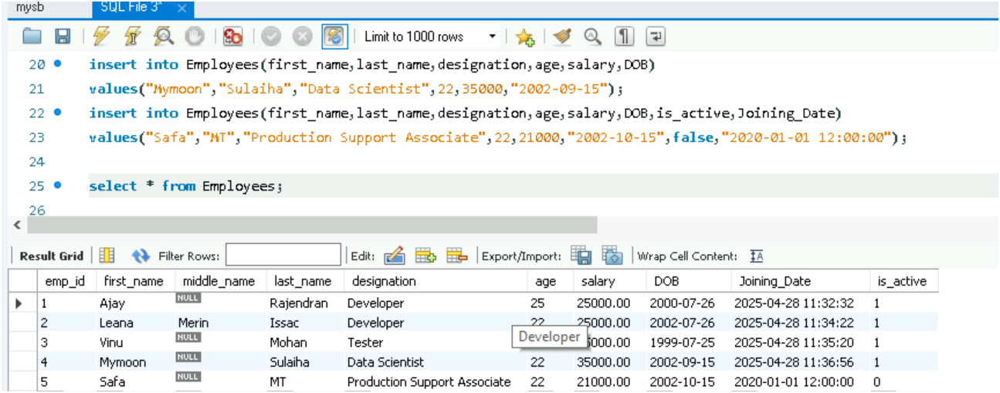 mysb SQL File 3* ×
Limit to 1000 rows
20 insert into Employees(first_name,last_name,designation,age,salary,DOB)
21 values("Mymoon","Sulaiha","Data Scientist",22,35000,"2002-09-15");
22 insert into Employees(first_name,last_name,designation,age,salary,DOB,is_active,Joining_Date)
23 values("Safa","MT","Production Support Associate",22,21000,"2002-10-15",false,"2020-01-01 12:00:00");
24
25 select * from Employees;
26
Result Grid Filter Rows: Edit: Export/Import: Wrap Cell Content: IA
emp_id first_name middle_name last_name designation age salary DOB Joining_Date is_active
1 Ajay NULL Rajendran Developer 25 25000.00 2000-07-26 2025-04-28 11:32:32 1
2 Leana Merin Issac Developer 22 25000.00 2002-07-26 2025-04-28 11:34:22 1
3 Vinu NULL Mohan Tester Developer 1999-07-25 2025-04-28 11:35:20 1
4 Mymoon NULL Sulaiha Data Scientist 22 35000.00 2002-09-15 2025-04-28 11:36:56 1
5 Safa NULL MT Production Support Associate 22 21000.00 2002-10-15 2020-01-01 12:00:00 0